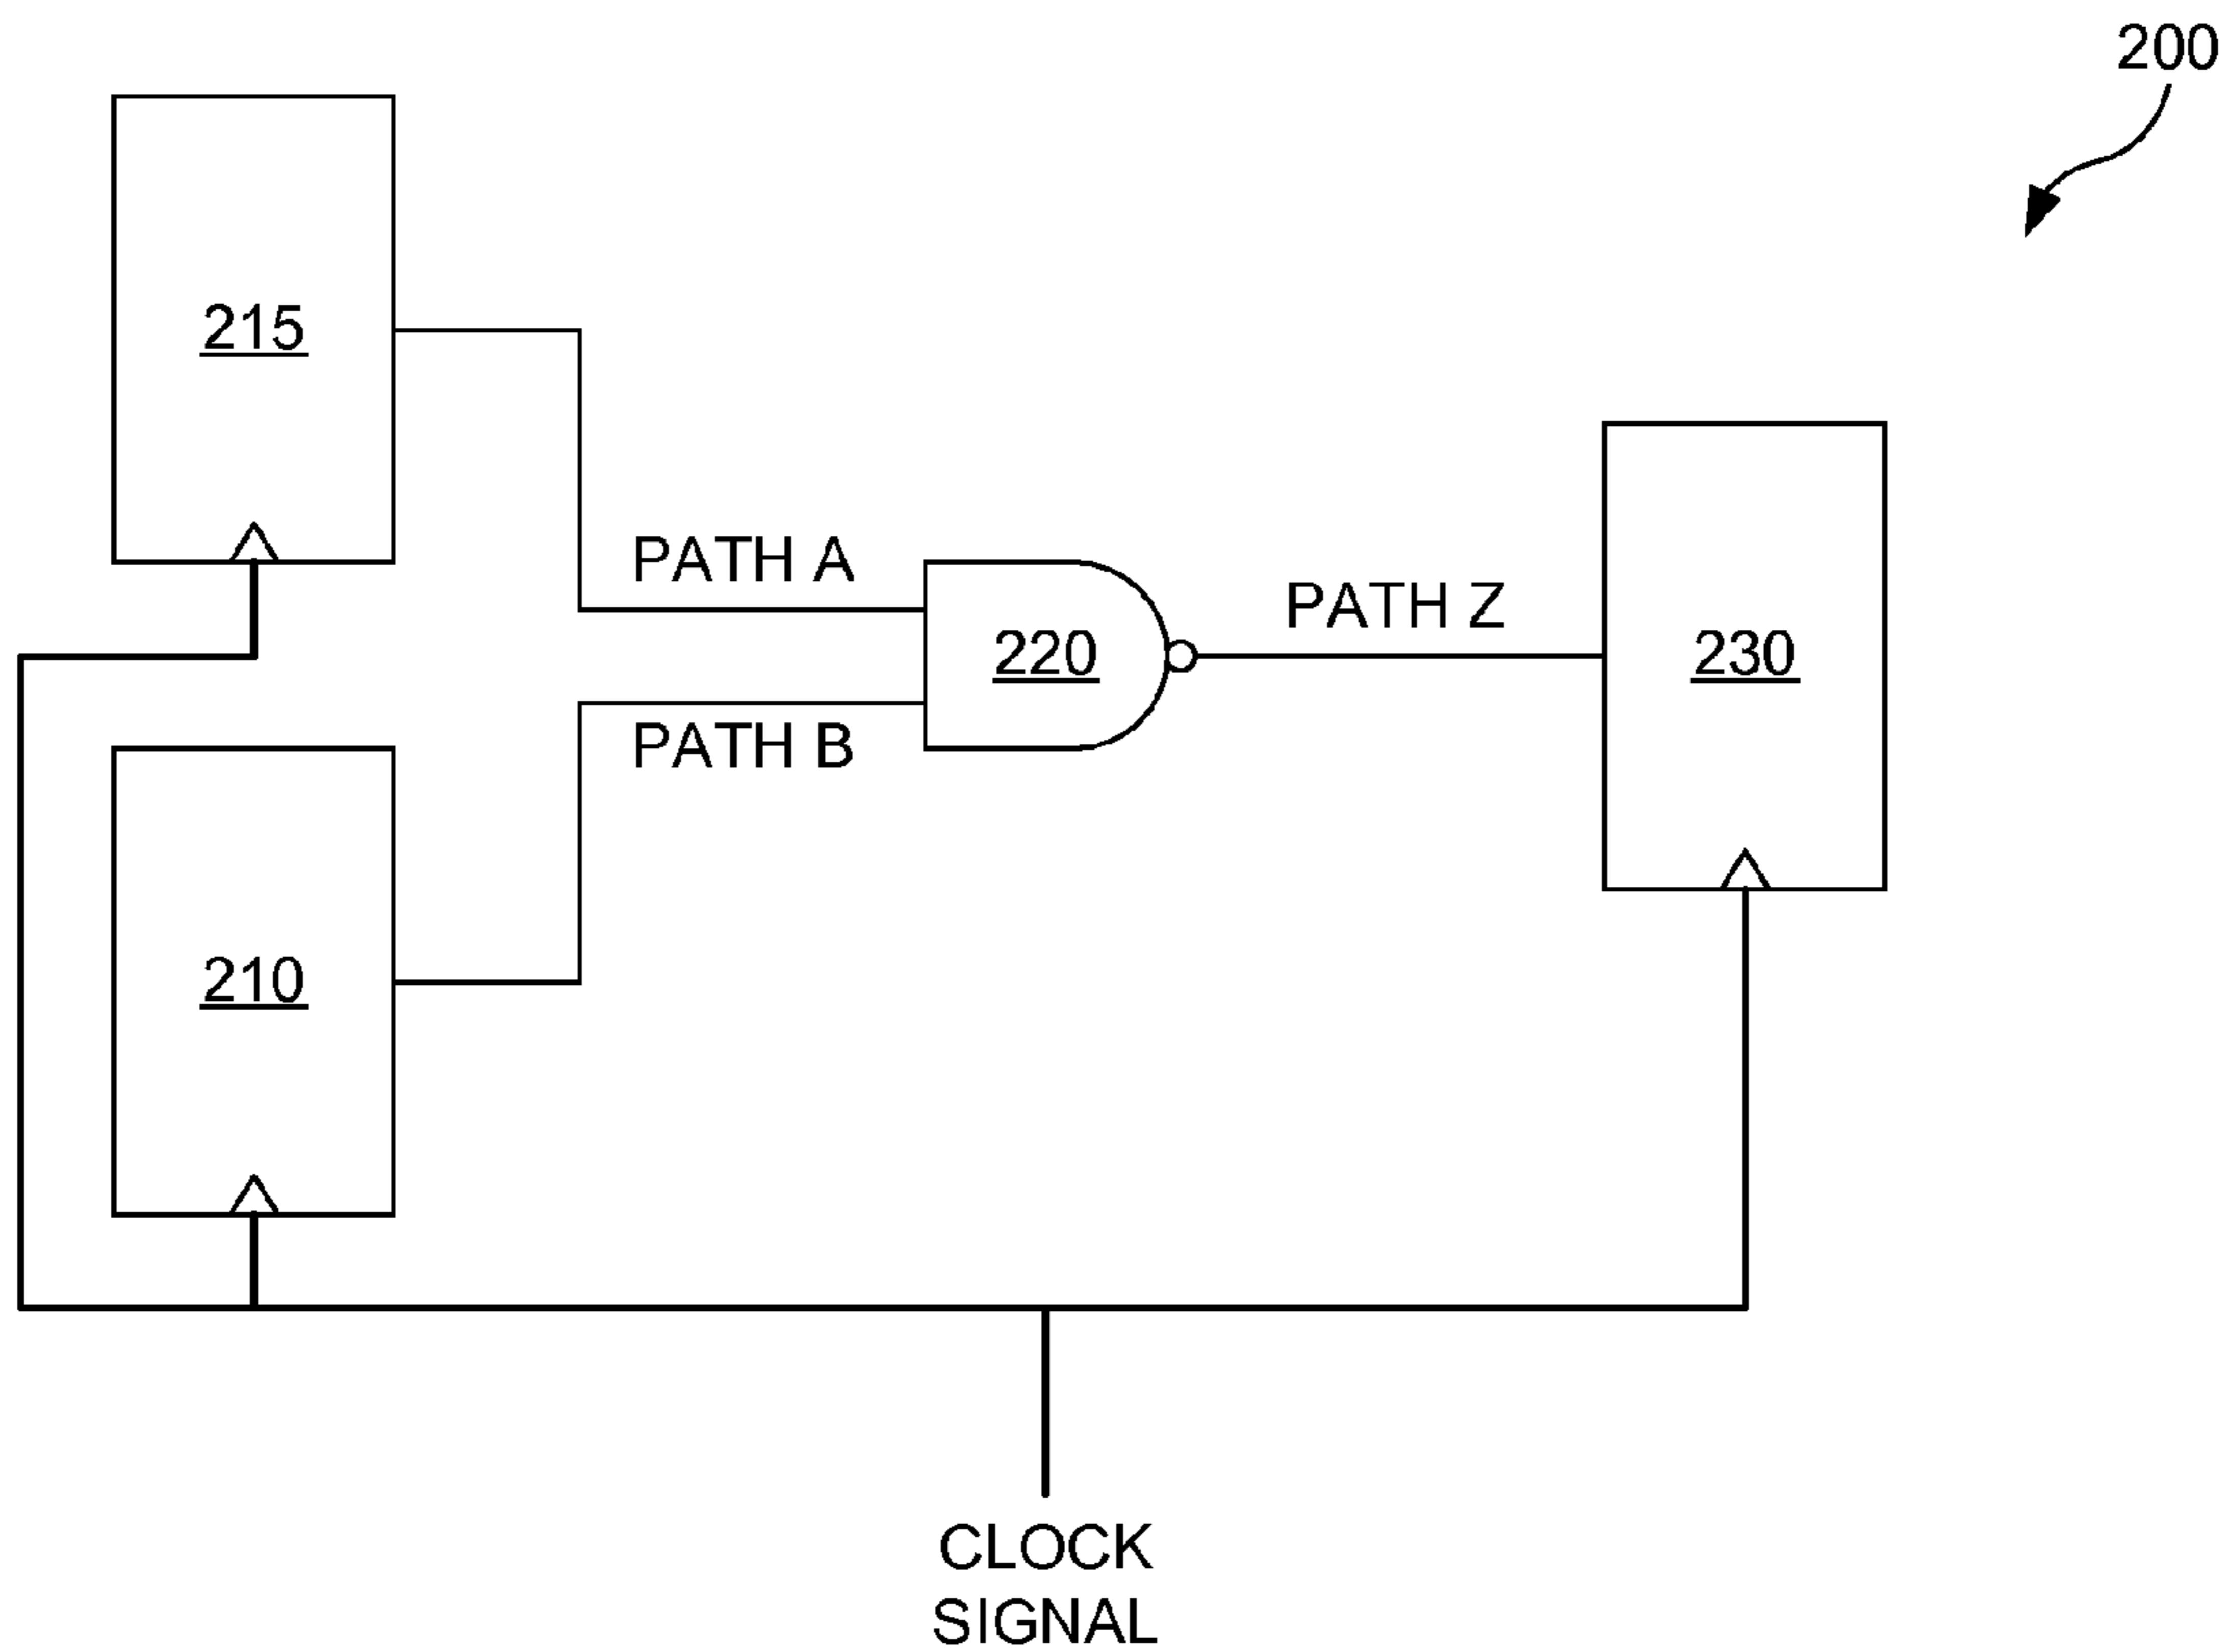 200
215
PATH A
PATH Z
220
230
PATH B
210
CLOCK
SIGNAL